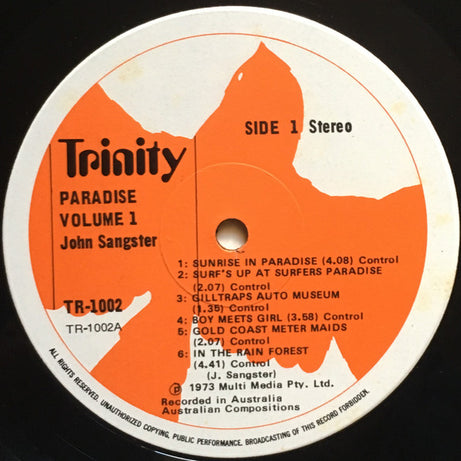 SIDE 1 Stereo
Trinity
PARADISE
VOLUME 1
John Sangster
TR-1002
TR-1002A
1: SUNRISE IN PARADISE (4.08) Control
2: SURF'S UP AT SURFERS PARADISE
(2.07) Control
3: GILLTRAPS AUTO MUSEUM
(1.35) Control
4: BOY MEETS GIRL (3.58) Control
5: GOLD COAST METER MAIDS
(2.07) Control
6: IN THE RAIN FOREST
(4.41) Control
(J. Sangster)
℗ 1973 Multi Media Pty. Ltd.
Recorded in Australia
Australian Compositions
ALL RIGHTS RESERVED. UNAUTHORIZED COPYING, PUBLIC PERFORMANCE, BROADCASTING OF THIS RECORD FORBIDDEN.